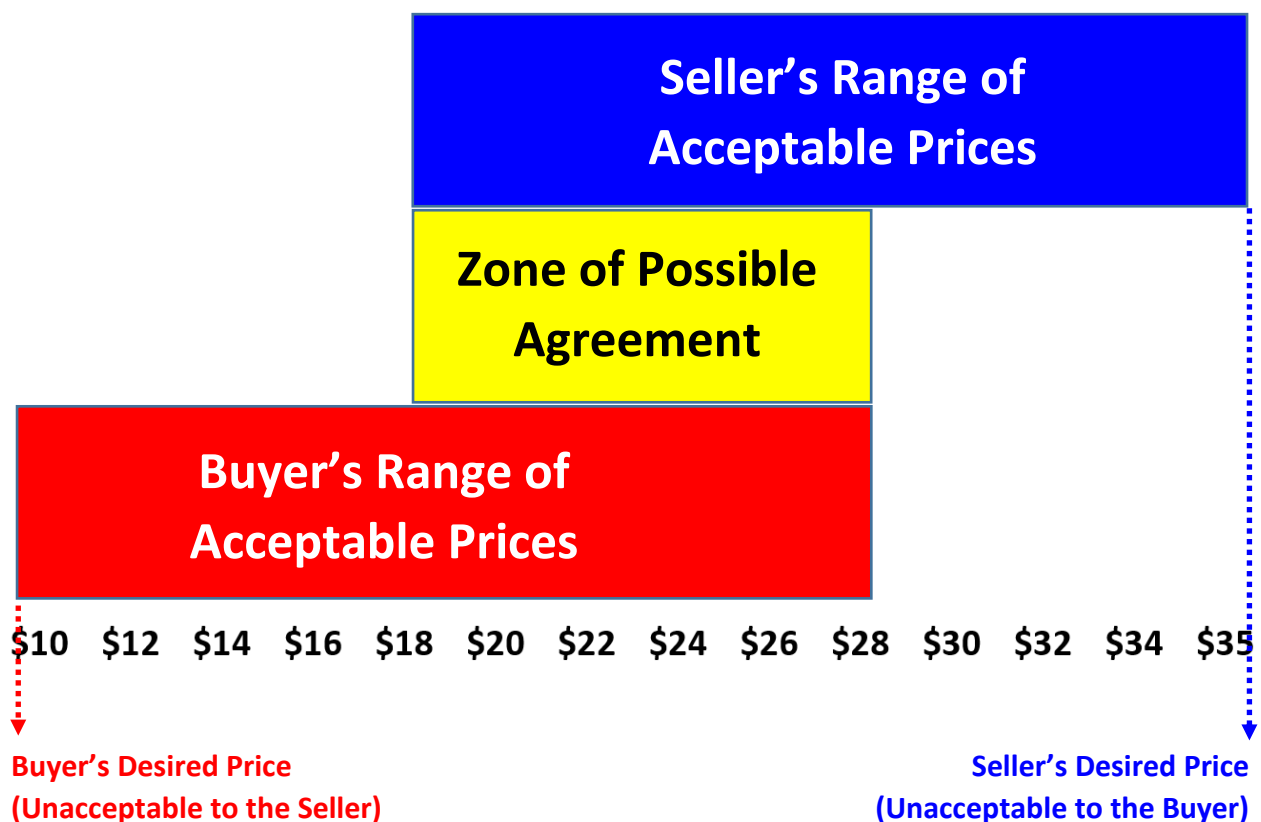 Seller’s Range of
Acceptable Prices
Zone of Possible
Agreement
Buyer’s Range of
Acceptable Prices
$10 $12 $14 $16 $18 $20 $22 $24 $26 $28 $30 $32 $34 $35
Buyer’s Desired Price
(Unacceptable to the Seller)
Seller’s Desired Price
(Unacceptable to the Buyer)